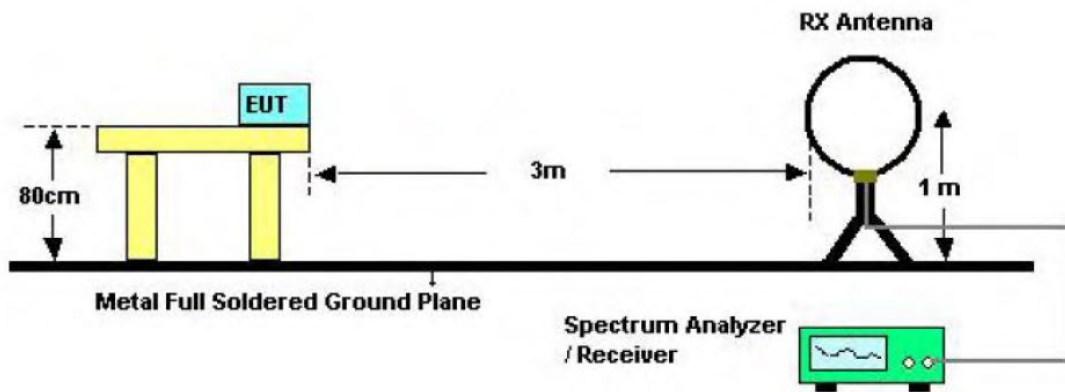 RX Antenna
EUT
80cm
3m
1 m
Metal Full Soldered Ground Plane
Spectrum Analyzer
/ Receiver